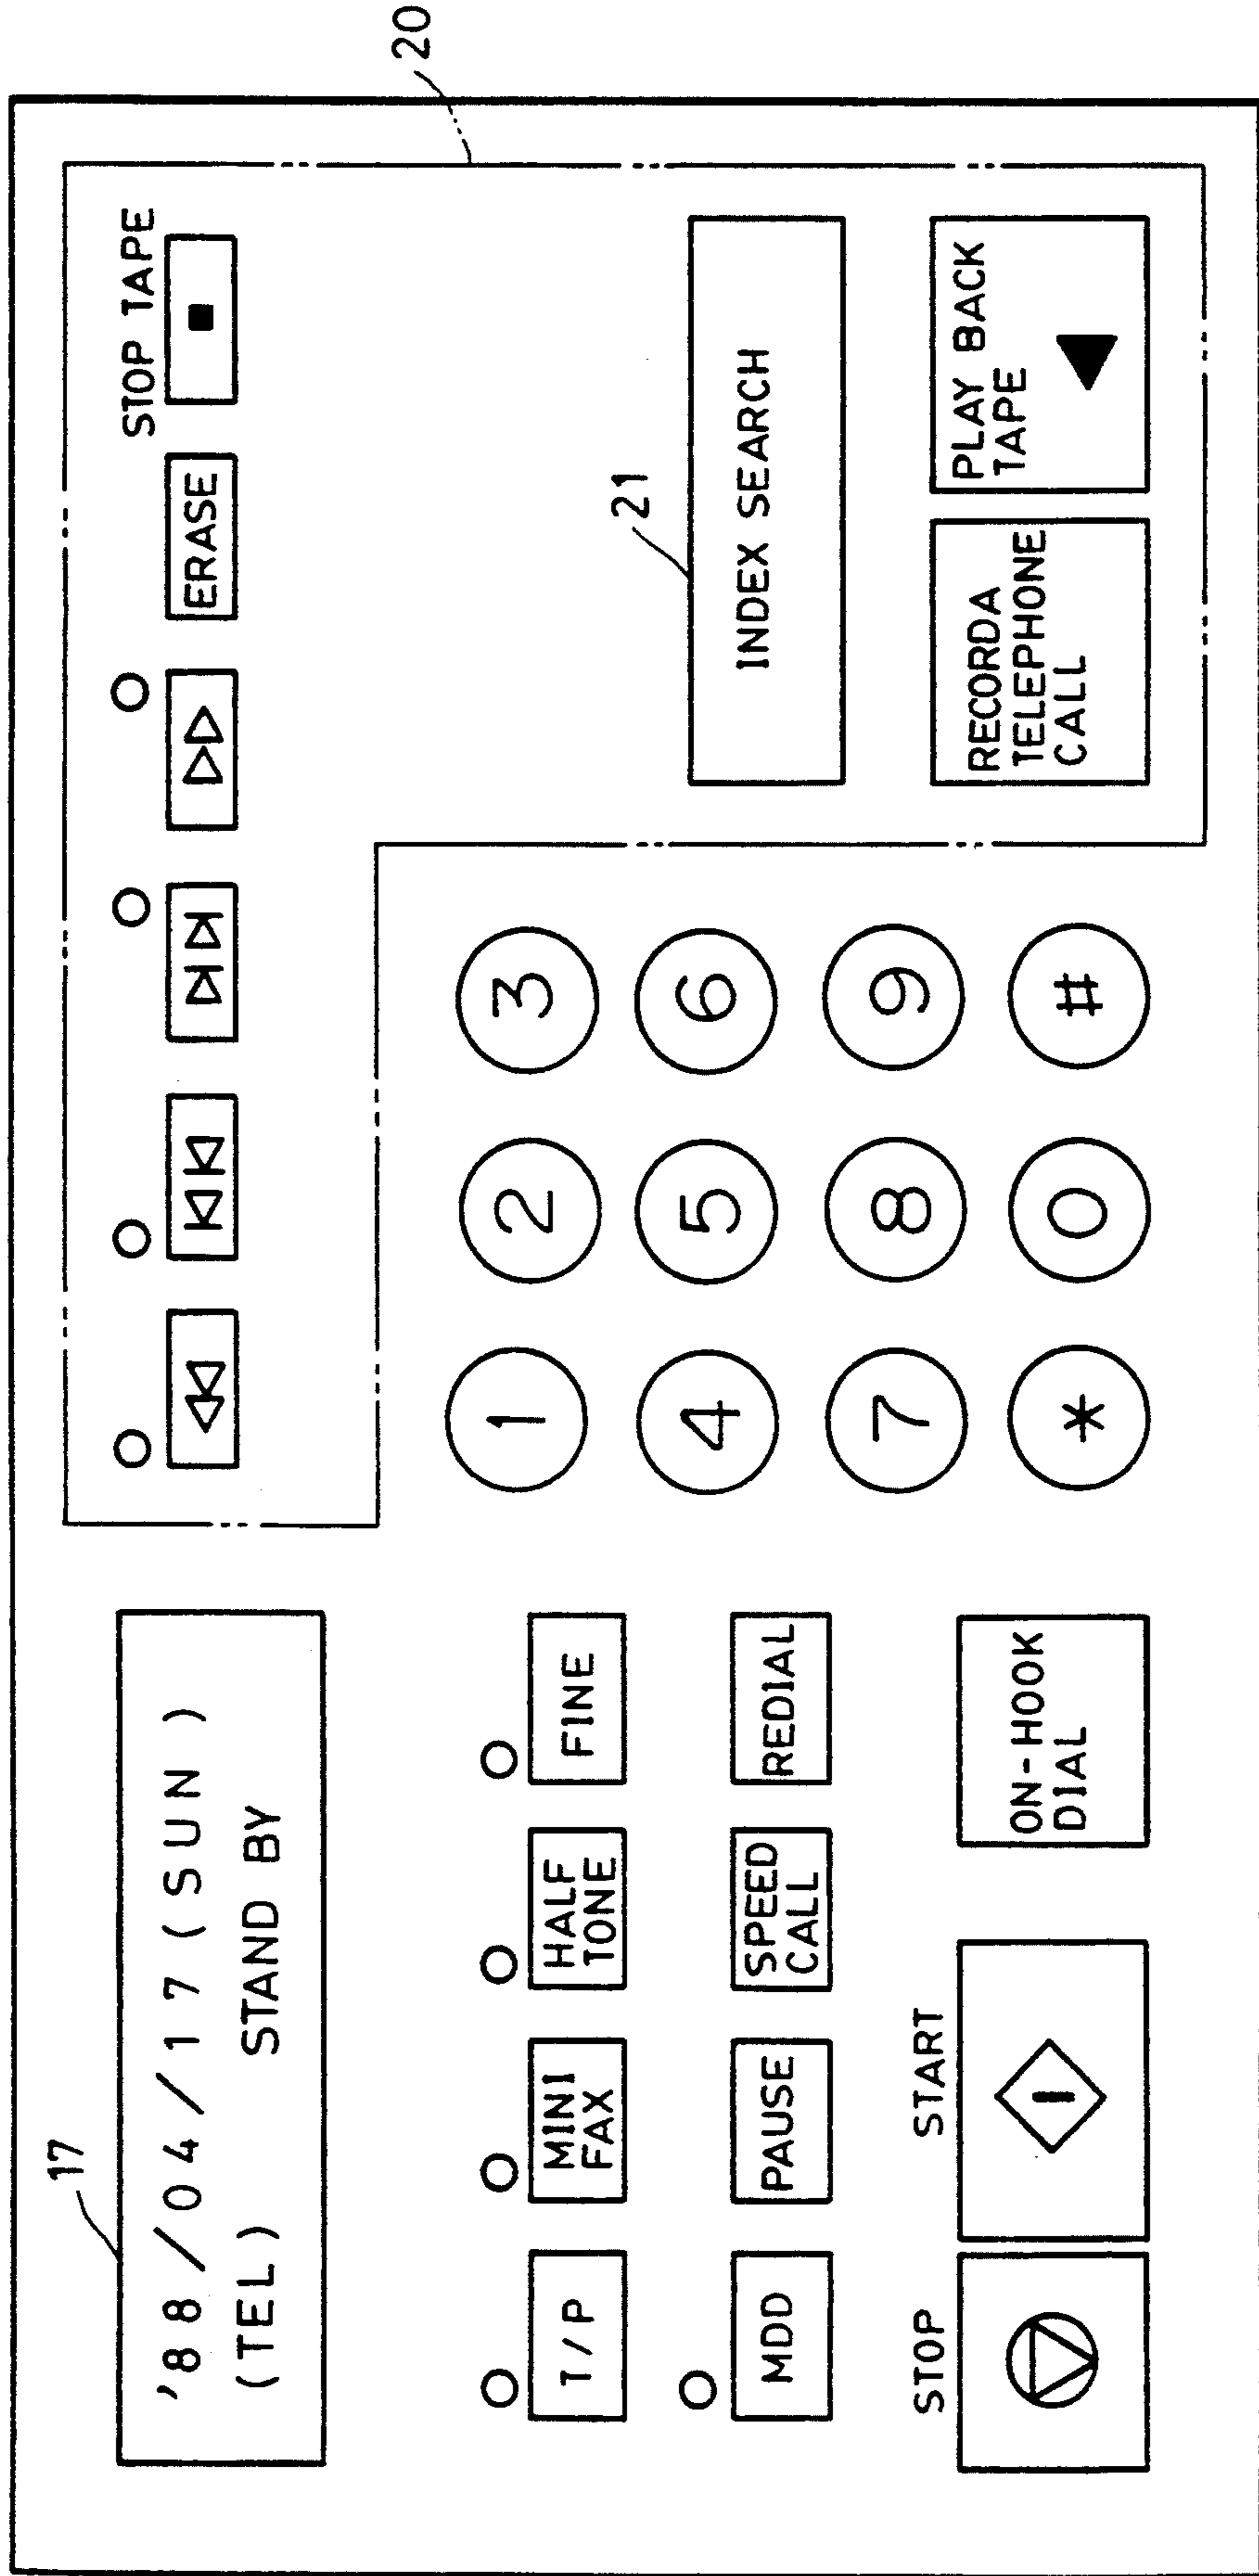 20
17
'88/04/17(SUN )
(TEL) STAND BY
STOP TAPE
ERASE
T/P
MINI
FAX
HALF
TONE
FINE
MDD
PAUSE
SPEED
CALL
REDIAL
STOP
START
ON-HOOK
DIAL
1
2
3
4
5
6
7
8
9
*
0
#
21
INDEX SEARCH
RECORDA
TELEPHONE
CALL
PLAY BACK
TAPE